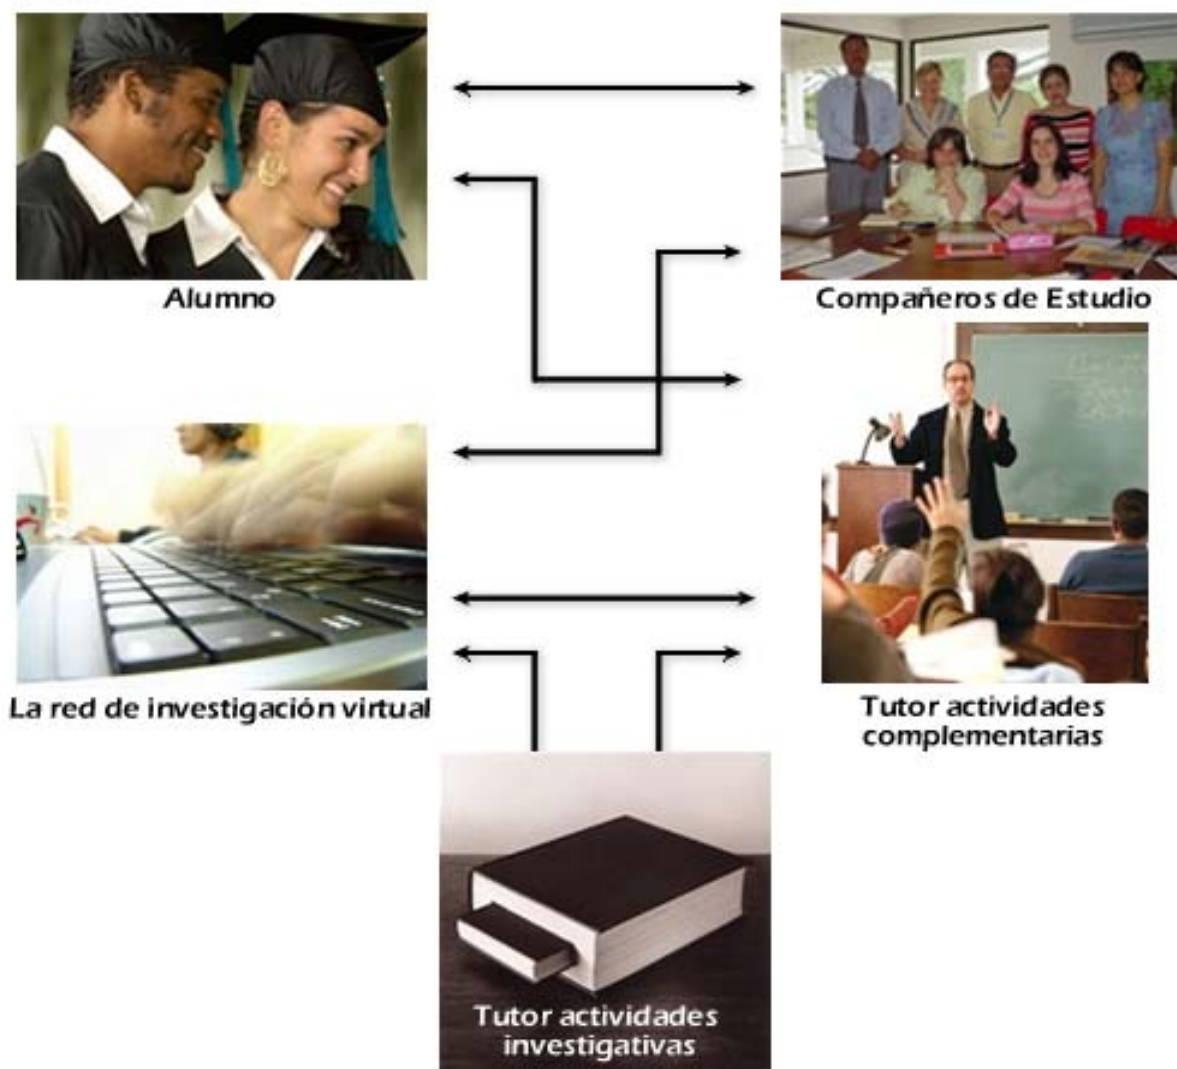 Alumno
Compañeros de Estudio
La red de investigación virtual
Tutor actividades
complementarias
Tutor actividades
investigativas